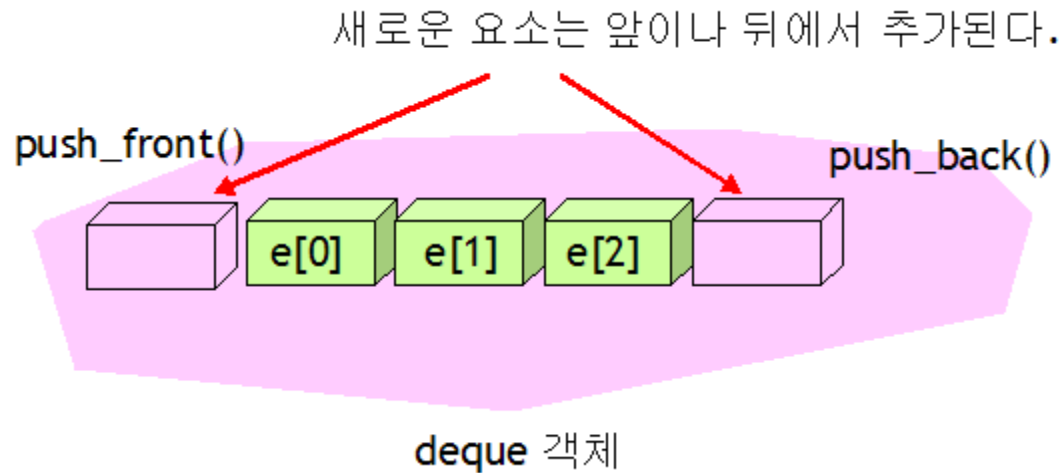 새로운 요소는 앞이나 뒤에서 추가된다.
push_front()
push_back()
e[0]
e[1]
e[2]
deque 객체